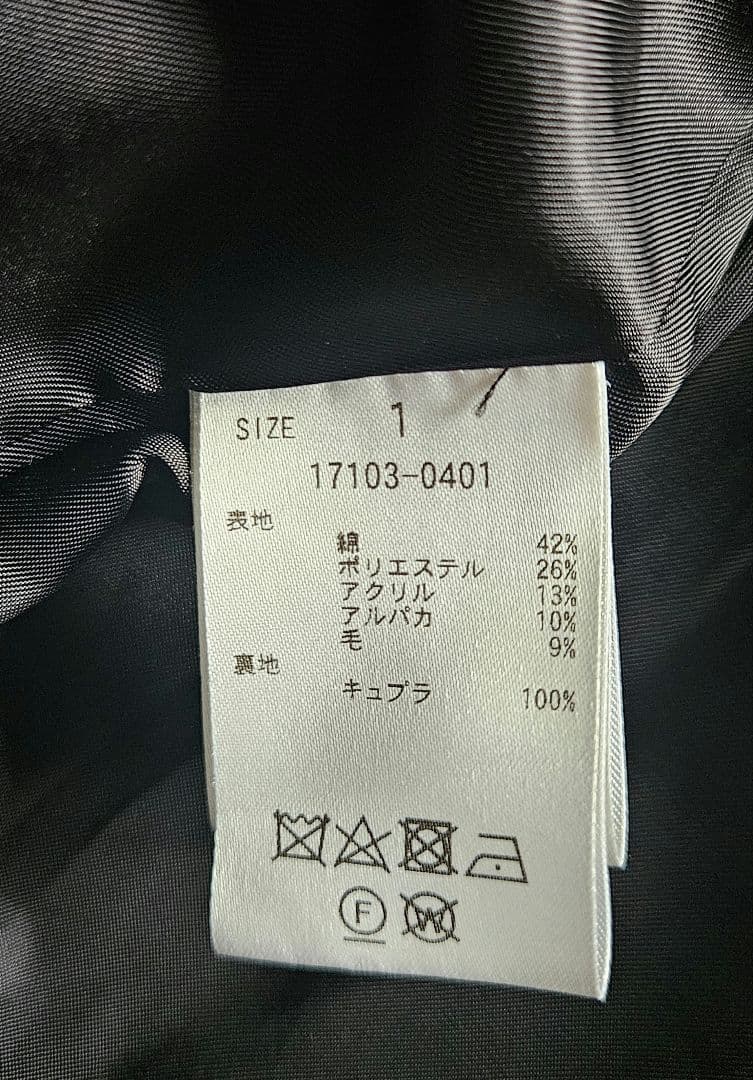 SIZE 1
17103-0401
表地
綿 42%
ポリエステル 26%
アクリル 13%
アルパカ 10%
毛 9%
裏地
キュプラ 100%
F W